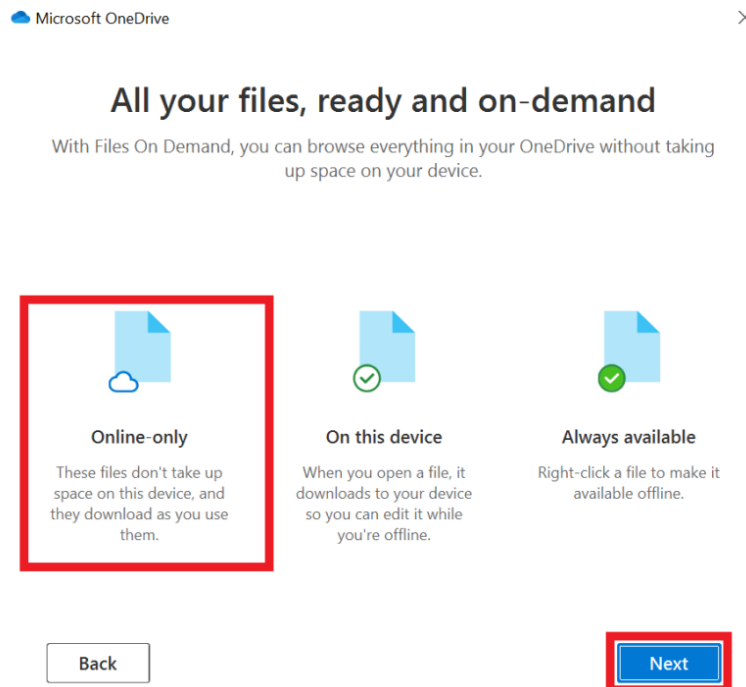 Microsoft OneDrive
All your files, ready and on-demand
With Files On Demand, you can browse everything in your OneDrive without taking
up space on your device.
Online-only
These files don't take up
space on this device, and
they download as you use
them.
On this device
When you open a file, it
downloads to your device
so you can edit it while
you're offline.
Always available
Right-click a file to make it
available offline.
Back
Next